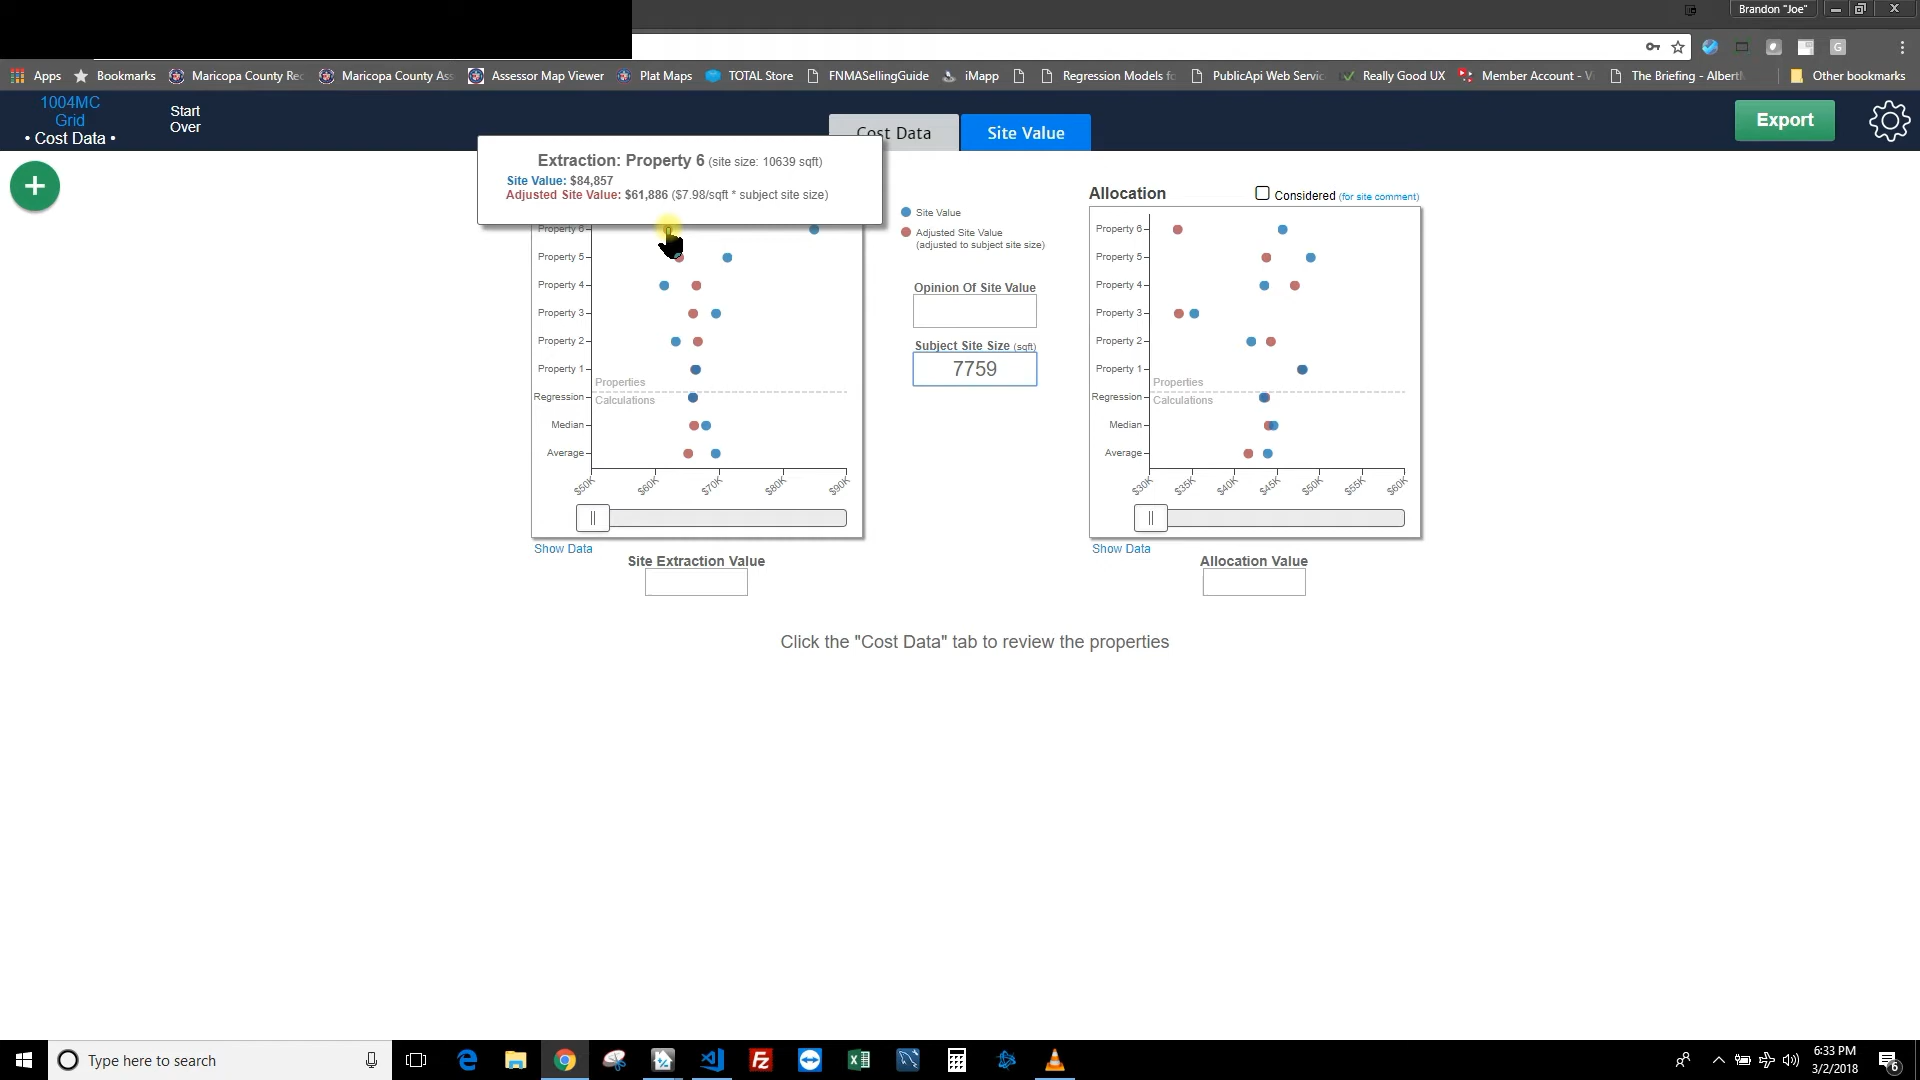 Brandon "Joe"
Apps
Bookmarks
Maricopa County Rec
Maricopa County Ass
Assessor Map Viewer
Plat Maps
TOTAL Store
FNMASellingGuide
iMapp
Regression Models fo
PublicApi Web Servic
Really Good UX
Member Account - V
The Briefing - Albert
Other bookmarks
1004MC
Grid
• Cost Data •
Start
Over
Cost Data
Site Value
Export
Extraction: Property 6 (site size: 10639 sqft)
Site Value: $84,857
Adjusted Site Value: $61,886 ($7.98/sqft * subject site size)
Property 6
Property 5
Property 4
Property 3
Property 2
Property 1
Properties
Regression
Calculations
Median
Average
$50K
$60K
$70K
$80K
$90K
Show Data
Site Extraction Value
Site Value
Adjusted Site Value
(adjusted to subject site size)
Opinion Of Site Value
Subject Site Size (sqft)
7759
Allocation
Considered (for site comment)
Property 6
Property 5
Property 4
Property 3
Property 2
Property 1
Properties
Regression
Calculations
Median
Average
$30K
$35K
$40K
$45K
$50K
$55K
$60K
Show Data
Allocation Value
Click the "Cost Data" tab to review the properties
Type here to search
6:33 PM
3/2/2018
6